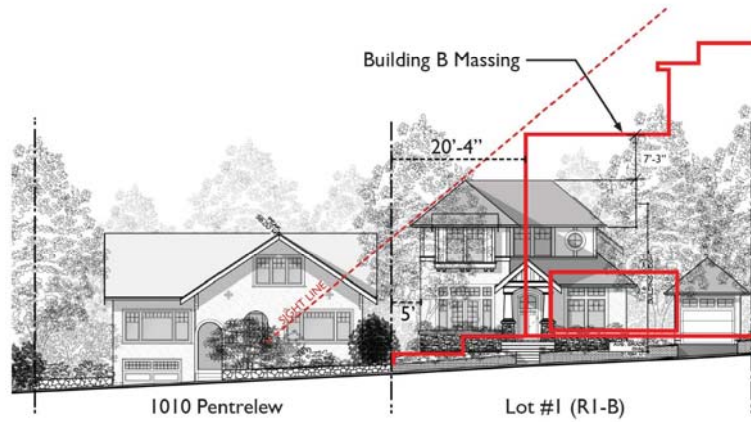 Building B Massing
20'-4"
7'-3"
SIGHT LINE
5'
1010 Pentrelew
Lot #1 (R1-B)